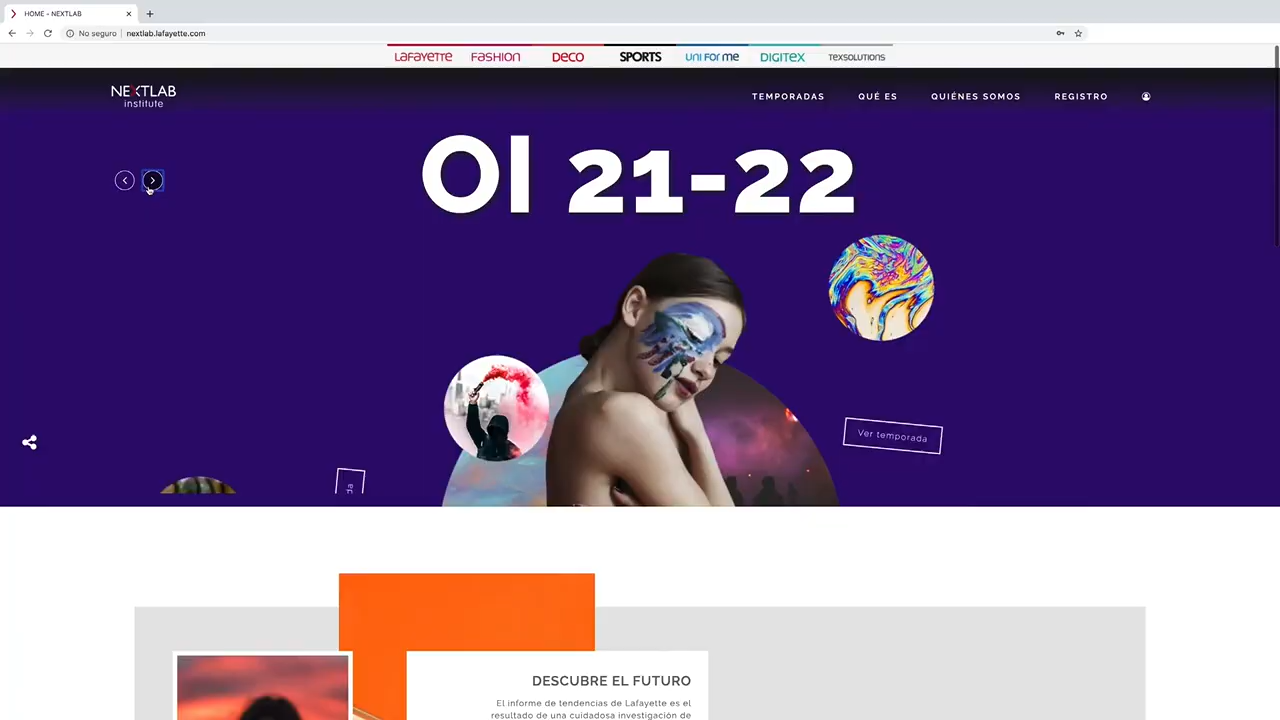 HOME - NEXTLAB
No seguro
nextlab.lafayette.com
LAFAYETTE FASHION DECO SPORTS UNIFORME DIGITEX TEXSOLUTIONS
NEXTLAB
institute
TEMPORADAS QUÉ ES QUIÉNES SOMOS REGISTRO
OI 21-22
Ver temporada
da
DESCUBRE EL FUTURO
El informe de tendencias de Lafayette es el
resultado de una cuidadosa investigación de